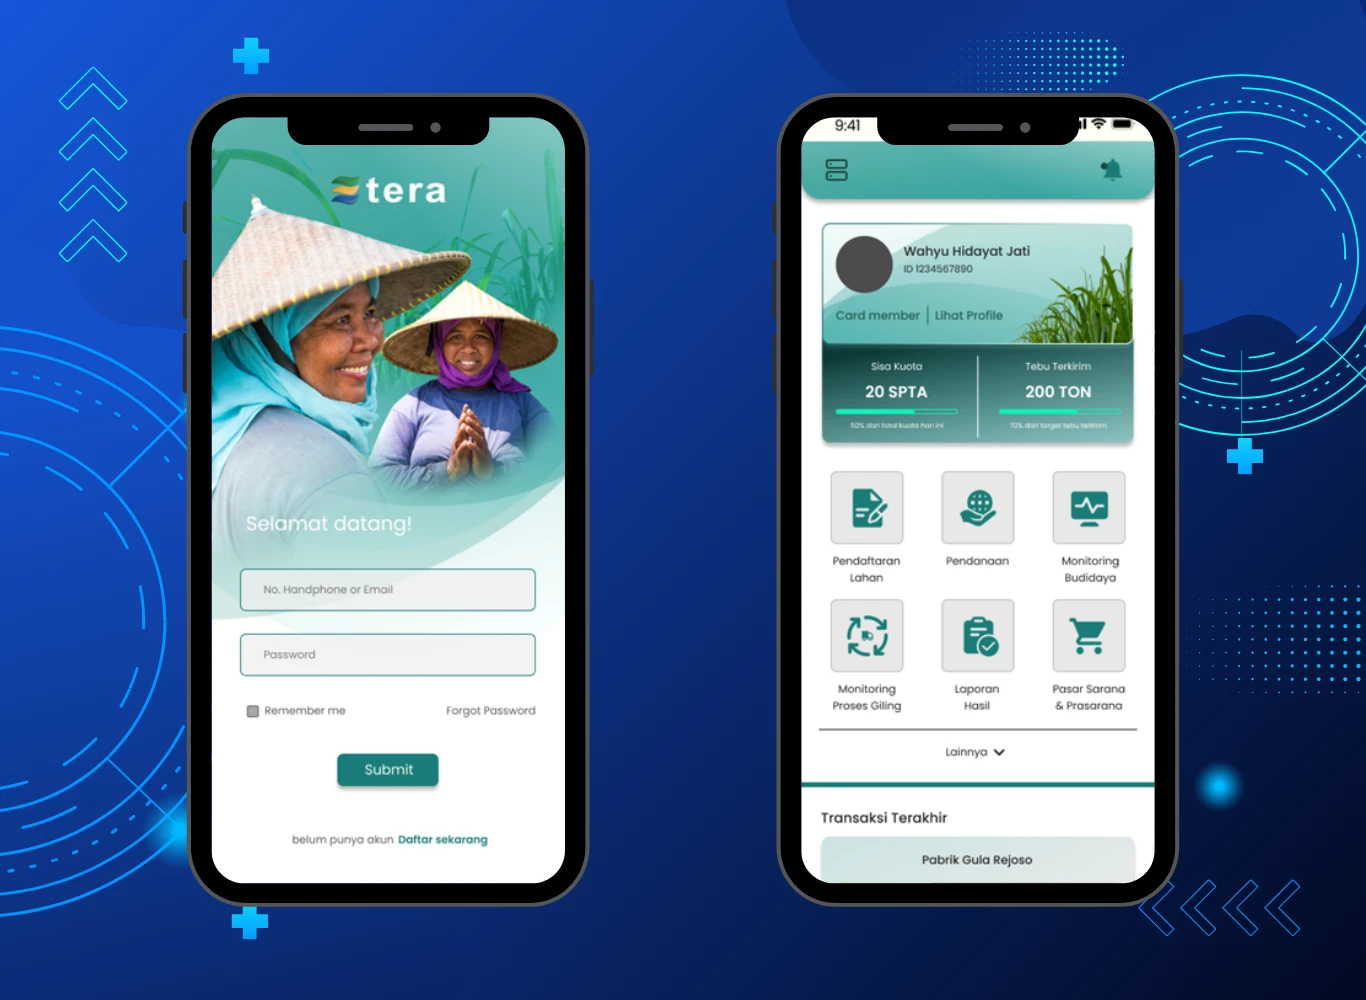 tera
Selamat datang!
No. Handphone or Email
Password
Remember me
Forgot Password
Submit
belum punya akun Daftar sekarang
9:41
Wahyu Hidayat Jati
ID 1234567890
Card member | Lihat Profile
Sisa Kuota
20 SPTA
50% dari total kuota hari ini
Tebu Terkirim
200 TON
70% dari target tebu terkirim
Pendaftaran
Lahan
Pendanaan
Monitoring
Budidaya
Monitoring
Proses Giling
Laporan
Hasil
Pasar Sarana
& Prasarana
Lainnya
Transaksi Terakhir
Pabrik Gula Rejoso